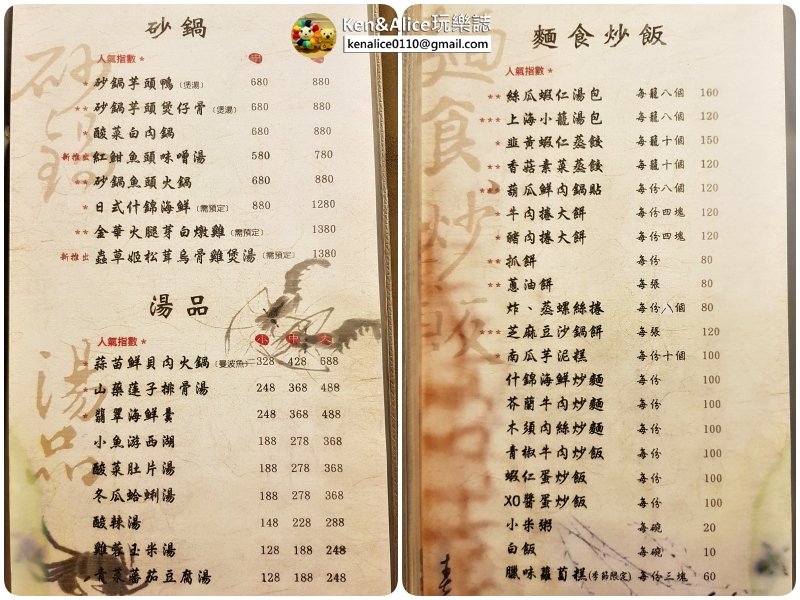 Ken&Alice玩樂誌
kenalice0110@gmail.com
砂鍋
人氣指數* 中
* 砂鍋芋頭鴨(煲湯) 680 880
** 砂鍋芋頭煲仔骨(煲湯) 680 880
* 酸菜白肉鍋 680 880
新推出 紅魽魚頭味噌湯 580 780
** 砂鍋魚頭火鍋 680 880
* 日式什錦海鮮(需預定) 880 1280
** 金華火腿芽白燉雞(需預定) 1380
新推出 蟲草姬松茸烏骨雞煲湯(需預定) 1380
湯品
人氣指數* 小 中 大
* 蒜苗鮮貝肉火鍋(曼波魚) 328 428 688
* 山藥蓮子排骨湯 248 368 488
* 翡翠海鮮羹 248 368 488
小魚游西湖 188 278 368
酸菜肚片湯 188 278 368
冬瓜蛤蜊湯 188 278 368
酸辣湯 148 228 288
雞蓉玉米湯 128 188 248
青菜蕃茄豆腐湯 128 188 248
砂鍋
湯品
麵食炒飯
人氣指數*
** 絲瓜蝦仁湯包 每籠八個 160
*** 上海小籠湯包 每籠八個 120
* 韭黃蝦仁蒸餃 每籠十個 150
** 香菇素菜蒸餃 每籠十個 120
*** 葫瓜鮮肉鍋貼 每份八個 120
* 牛肉捲大餅 每份四塊 120
* 豬肉捲大餅 每份四塊 120
** 抓餅 每份 80
** 蔥油餅 每張 80
炸、蒸螺絲捲 每份八個 80
*** 芝麻豆沙鍋餅 每張 120
* 南瓜芋泥糕 每份十個 100
什錦海鮮炒麵 每份 100
芥蘭牛肉炒麵 每份 100
木須肉絲炒麵 每份 100
青椒牛肉炒飯 每份 100
蝦仁蛋炒飯 每份 100
XO醬蛋炒飯 每份 100
小米粥 每碗 20
白飯 每碗 10
臘味蘿蔔糕(季節限定) 每份三塊 60
麵食炒飯